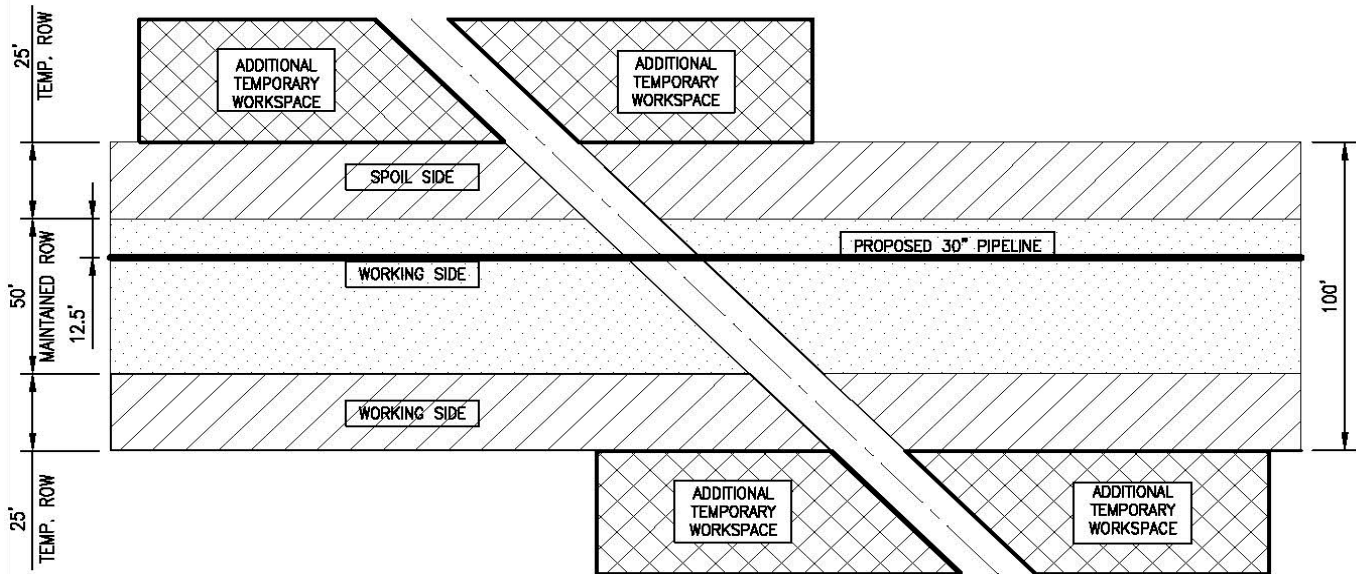 25'
TEMP. ROW
ADDITIONAL
TEMPORARY
WORKSPACE
ADDITIONAL
TEMPORARY
WORKSPACE
SPOIL SIDE
50'
MAINTAINED ROW
12.5'
PROPOSED 30" PIPELINE
WORKING SIDE
100'
WORKING SIDE
25'
TEMP. ROW
ADDITIONAL
TEMPORARY
WORKSPACE
ADDITIONAL
TEMPORARY
WORKSPACE